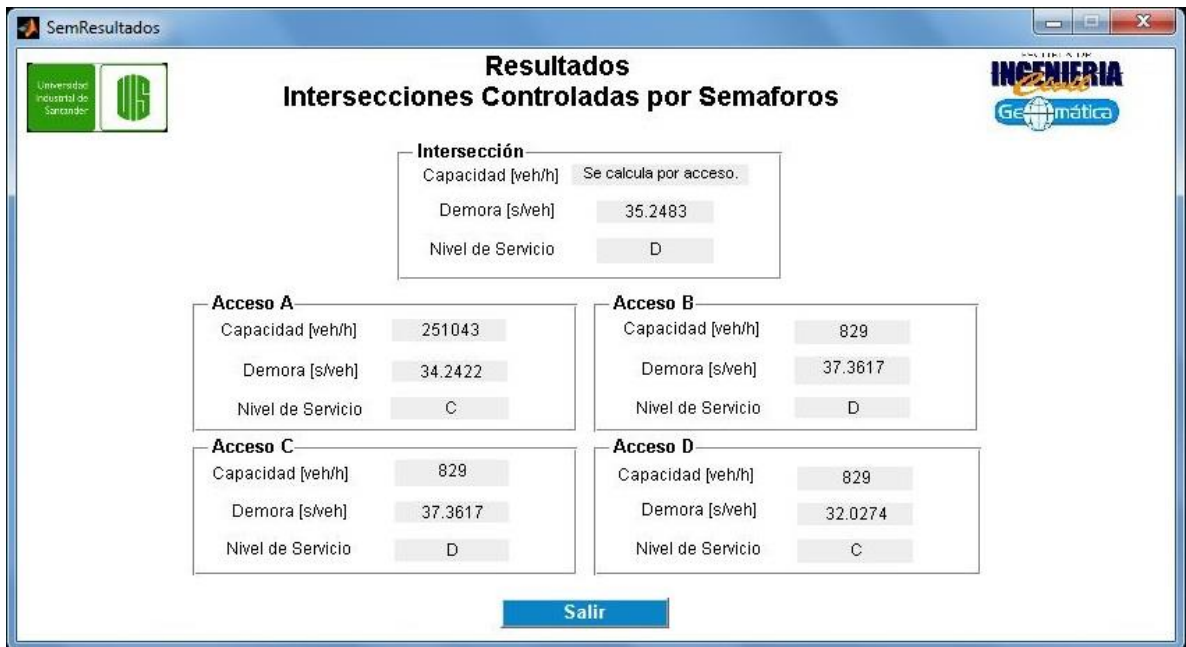 SemResultados
Universidad
Industrial de
Santander
UIS
Resultados
Intersecciones Controladas por Semaforos
INGENIERIA
Civil
Geomática
Intersección
Capacidad [veh/h] Se calcula por acceso.
Demora [s/veh] 35.2483
Nivel de Servicio D
Acceso A
Capacidad [veh/h] 251043
Demora [s/veh] 34.2422
Nivel de Servicio C
Acceso B
Capacidad [veh/h] 829
Demora [s/veh] 37.3617
Nivel de Servicio D
Acceso C
Capacidad [veh/h] 829
Demora [s/veh] 37.3617
Nivel de Servicio D
Acceso D
Capacidad [veh/h] 829
Demora [s/veh] 32.0274
Nivel de Servicio C
Salir